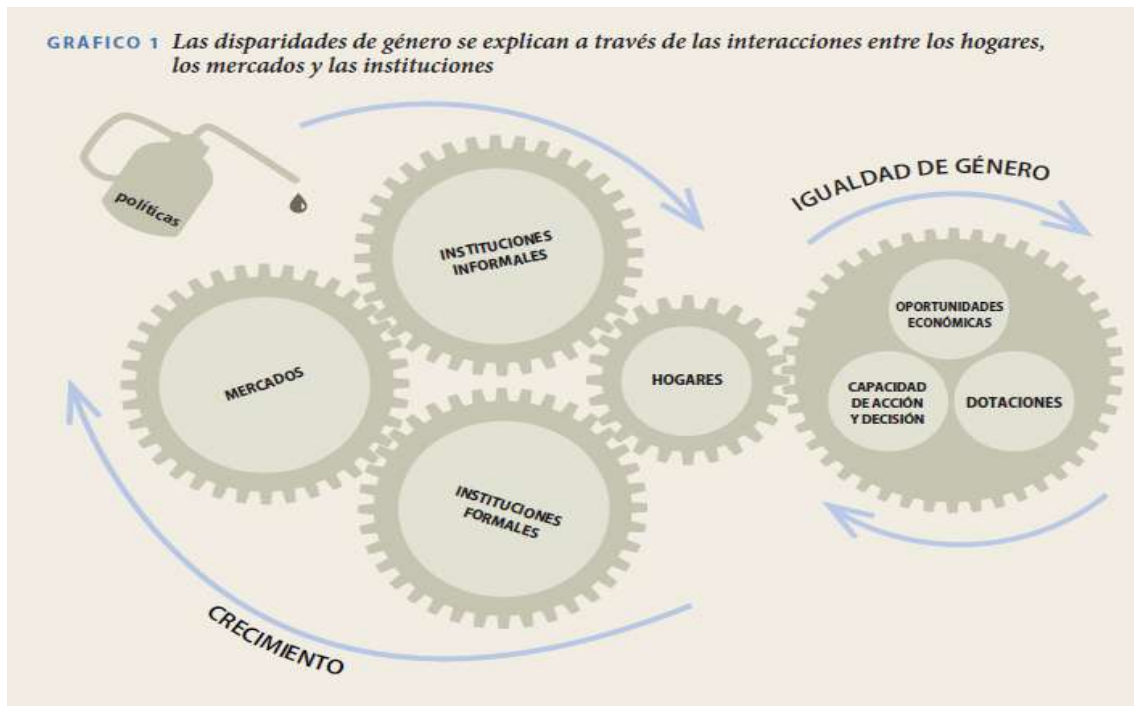 GRÁFICO 1 Las disparidades de género se explican a través de las interacciones entre los hogares,
los mercados y las instituciones
políticas
INSTITUCIONES
INFORMALES
IGUALDAD DE GÉNERO
OPORTUNIDADES
ECONÓMICAS
MERCADOS
HOGARES
CAPACIDAD
DE ACCIÓN
Y DECISIÓN
DOTACIONES
INSTITUCIONES
FORMALES
CRECIMIENTO